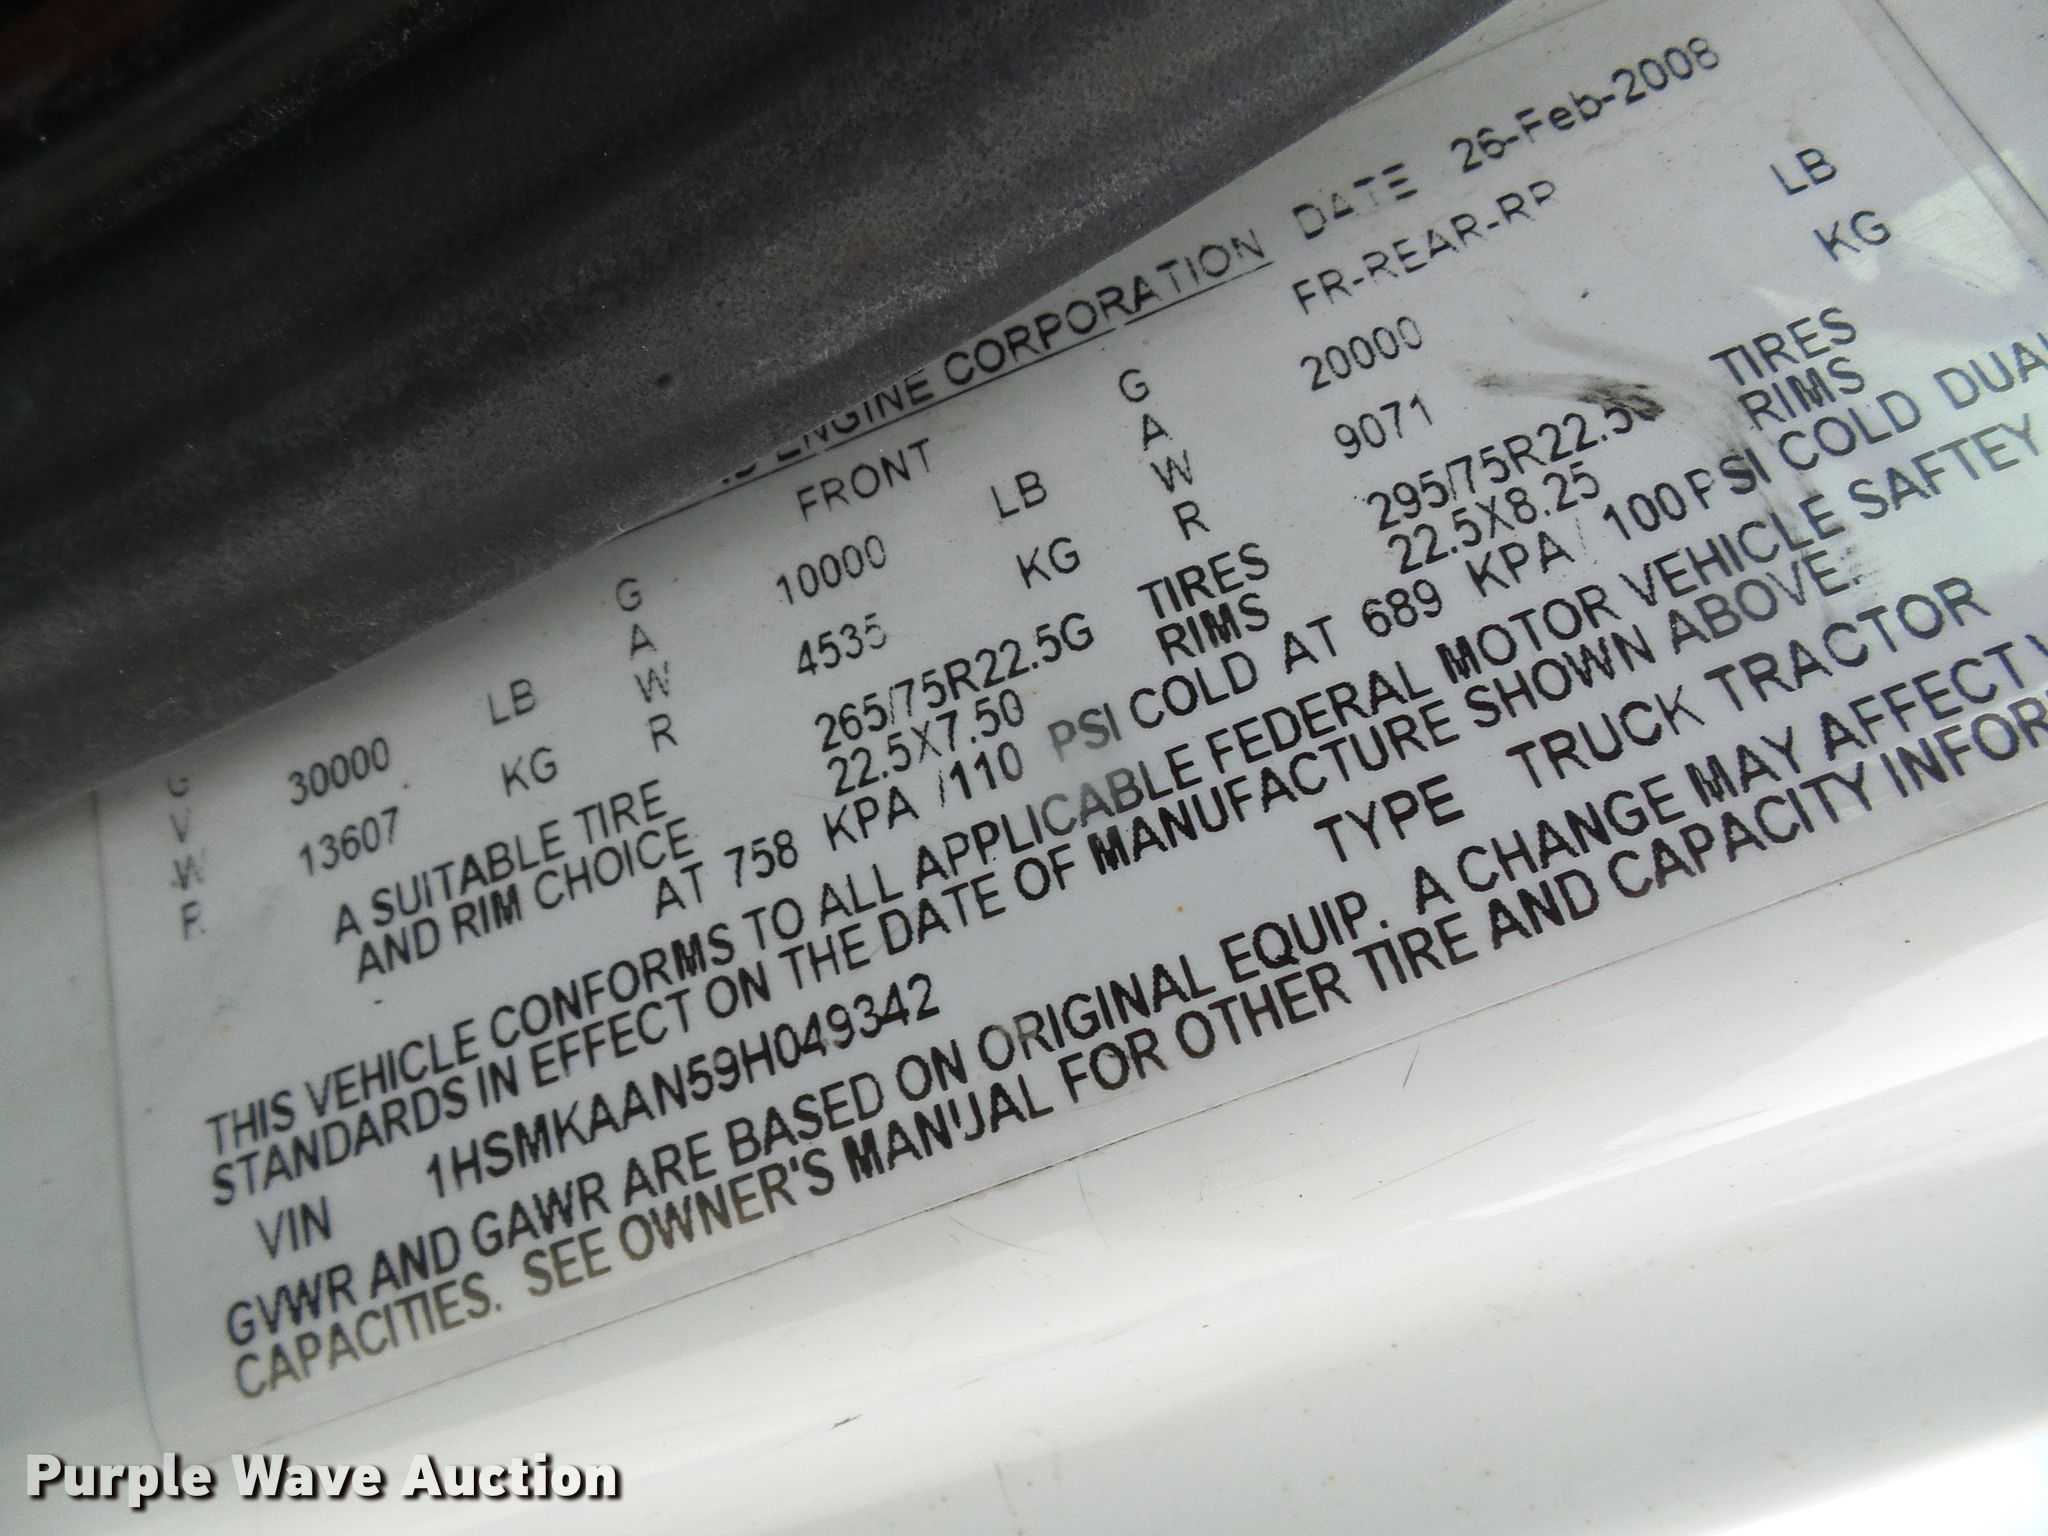 ENGINE CORPORATION DATE 26-Feb-2008
FRONT FR-REAR-RR
G 30000 LB G 10000 LB G 20000 LB
V 13607 KG A 4535 KG A 9071 KG
W W W
R R R
A SUITABLE TIRE 265/75R22.5G TIRES 295/75R22.5G TIRES
AND RIM CHOICE 22.5X7.50 RIMS 22.5X8.25 RIMS
AT 758 KPA /110 PSI COLD AT 689 KPA / 100PSI COLD DUAL
THIS VEHICLE CONFORMS TO ALL APPLICABLE FEDERAL MOTOR VEHICLE SAFTEY
STANDARDS IN EFFECT ON THE DATE OF MANUFACTURE SHOWN ABOVE.
VIN 1HSMKAAN59H049342 TYPE TRUCK TRACTOR
GVWR AND GAWR ARE BASED ON ORIGINAL EQUIP. A CHANGE MAY AFFECT
CAPACITIES. SEE OWNER'S MANUAL FOR OTHER TIRE AND CAPACITY INFOR
Purple Wave Auction